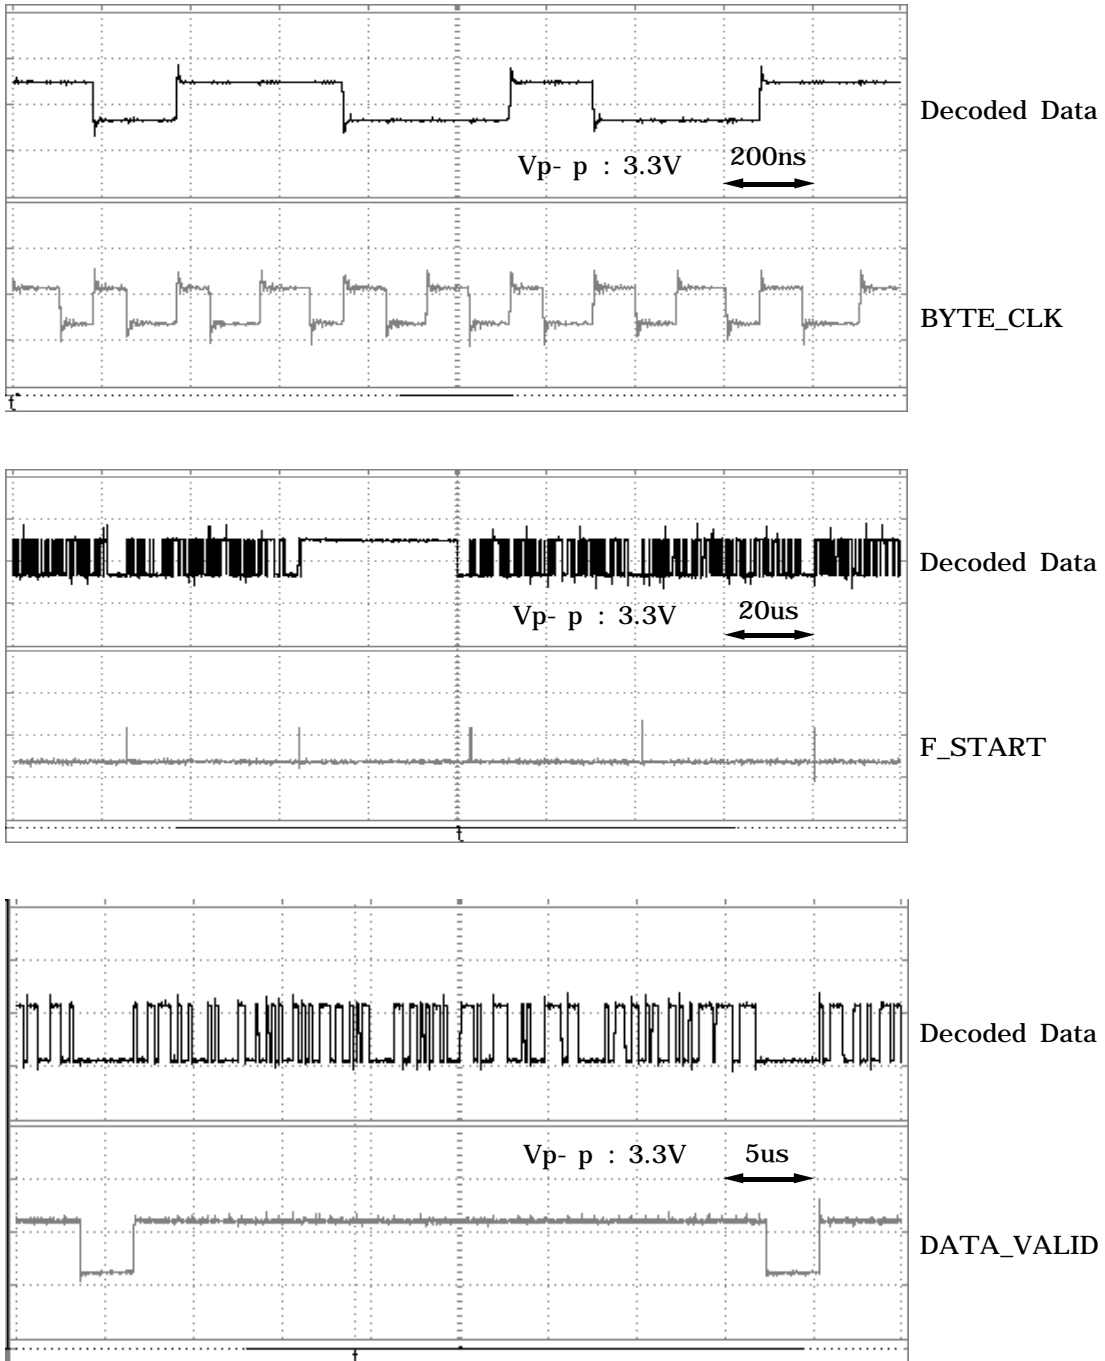 Decoded Data
Vp- p : 3.3V
200ns
BYTE_CLK
t
Decoded Data
Vp- p : 3.3V
20us
F_START
t
Decoded Data
Vp- p : 3.3V
5us
DATA_VALID
t